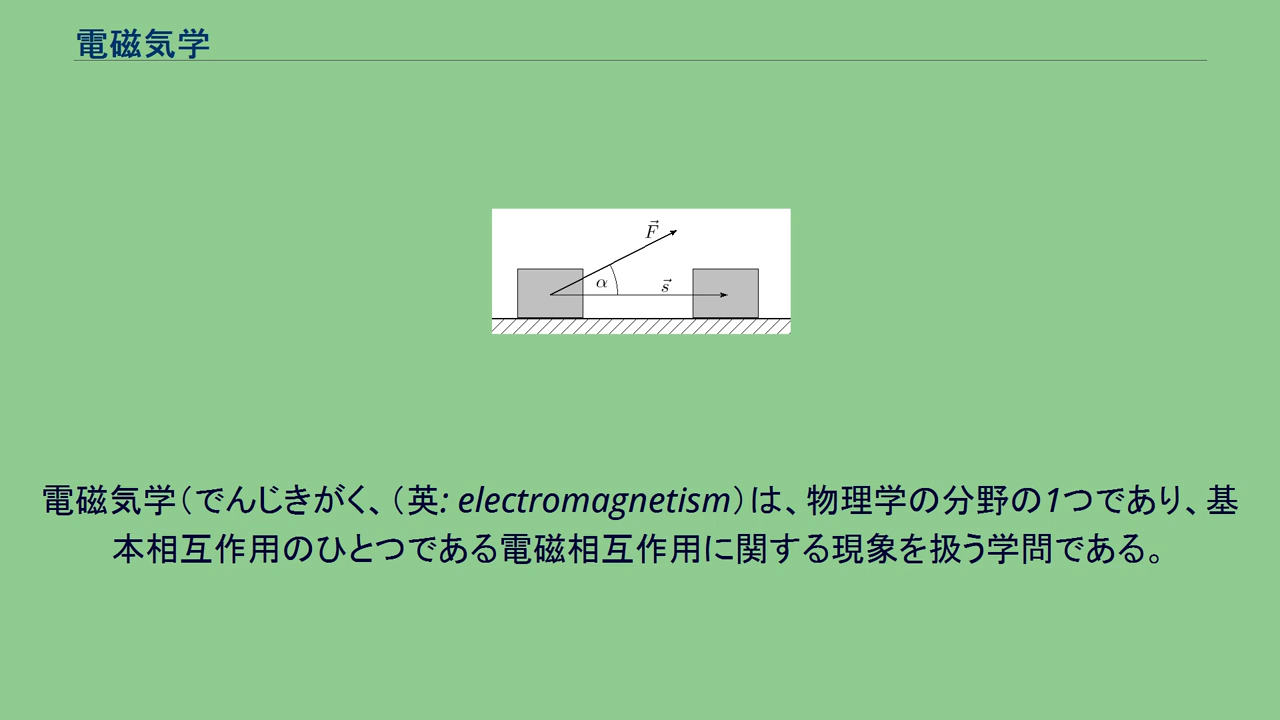 電磁気学
F⃗
α
s⃗
電磁気学（でんじきがく、（英: electromagnetism）は、物理学の分野の1つであり、基
本相互作用のひとつである電磁相互作用に関する現象を扱う学問である。